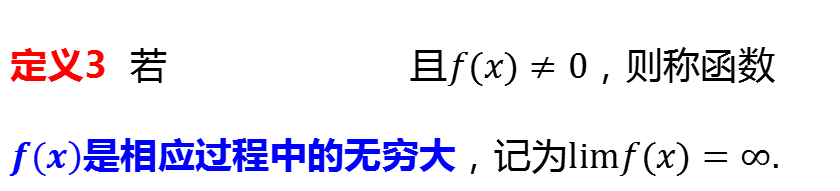 定义3 若 且f(x) ≠ 0，则称函数
f(x)是相应过程中的无穷大，记为limf(x) = ∞.